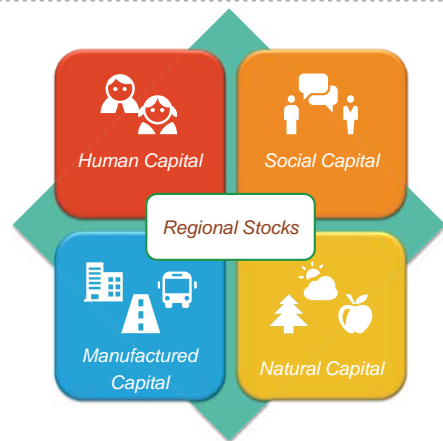 Human Capital
Social Capital
Regional Stocks
Manufactured
Capital
Natural Capital